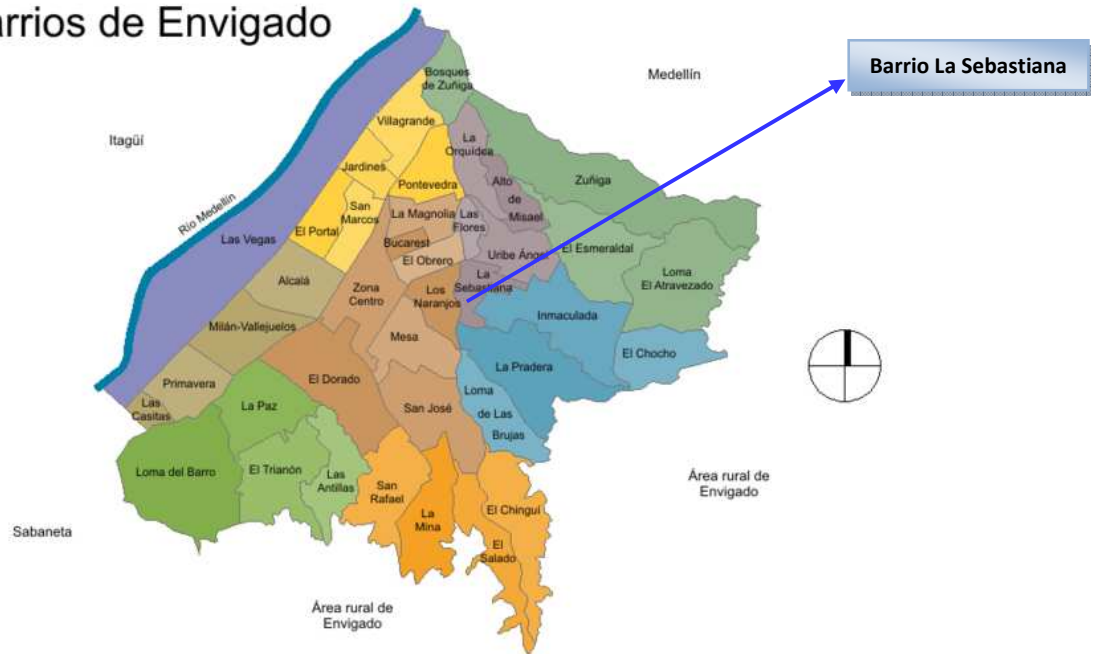 arrios de Envigado
Barrio La Sebastiana
Medellín
Itagüí
Bosques
de Zuñiga
Villagrande
La
Orquídea
Jardines
Pontevedra
Alto
de
Misael
Zuñiga
Río Medellín
San
Marcos
La Magnolia
Las
Flores
El Portal
Las Vegas
Bucarest
Uribe Ángel
El Esmeraldal
El Obrero
Loma
El Atravezado
Alcalá
Zona
Centro
Los
Naranjos
La
Sebastiana
Inmaculada
Milán-Vallejuelos
Mesa
El Chocho
La Pradera
Primavera
El Dorado
Las
Casitas
La Paz
San José
Loma
de Las
Brujas
Loma del Barro
El Trianón
Las
Antillas
San
Rafael
La
Mina
El Chinguí
El
Salado
Área rural de
Envigado
Sabaneta
Área rural de
Envigado